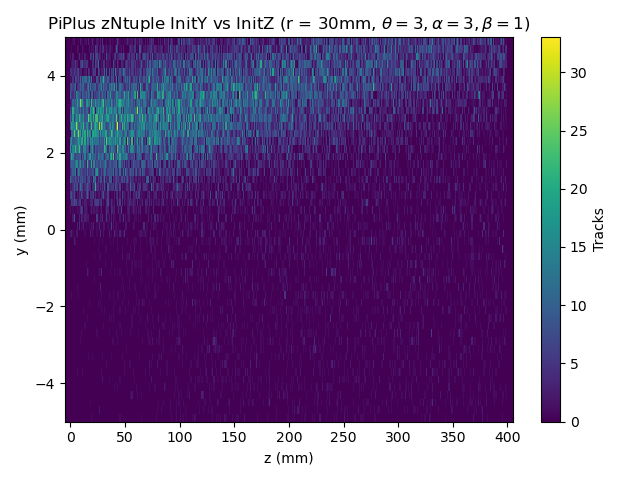 PiPlus zNtuple InitY vs InitZ (r = 30mm, θ = 3, α = 3, β = 1)
y (mm)
4
2
0
−2
−4
0 50 100 150 200 250 300 350 400
z (mm)
30
25
20
15
10
5
0
Tracks